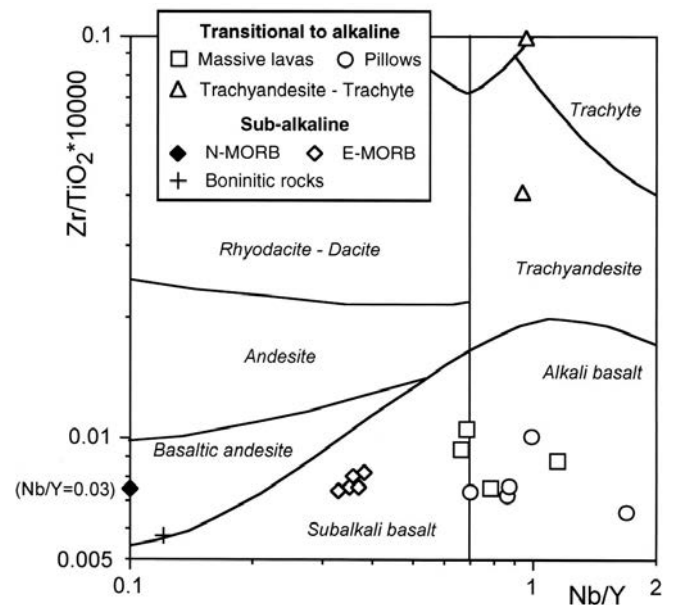 0.1
Transitional to alkaline
Massive lavas Pillows
Trachyandesite - Trachyte
Sub-alkaline
N-MORB E-MORB
Boninitic rocks
Zr/TiO2*10000
Trachyte
Rhyodacite - Dacite
Trachyandesite
Andesite
Alkali basalt
0.01
Basaltic andesite
(Nb/Y=0.03)
Subalkali basalt
0.005
0.1 1 Nb/Y 2